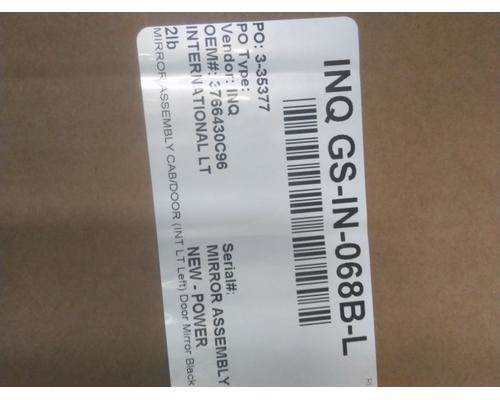 INQ GS-IN-068B-L
PO: 3-35377
PO Type:
Vendor: INQ
OEM#: 3766430C96
INTERNATIONAL LT
2lb
Serial#:
MIRROR ASSEMBLY
NEW - POWER
MIRROR ASSEMBLY CAB/DOOR (INT LT Left) Door Mirror Black